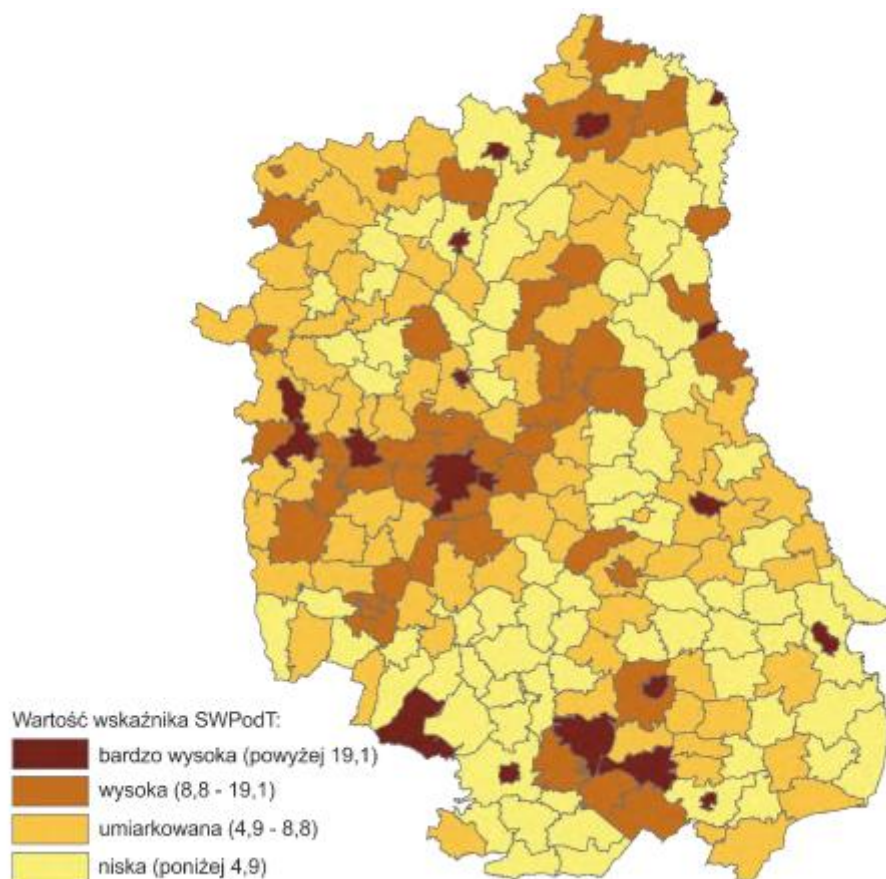 Wartość wskaźnika SWPodT:
bardzo wysoka (powyżej 19,1)
wysoka (8,8 - 19,1)
umiarkowana (4,9 - 8,8)
niska (poniżej 4,9)